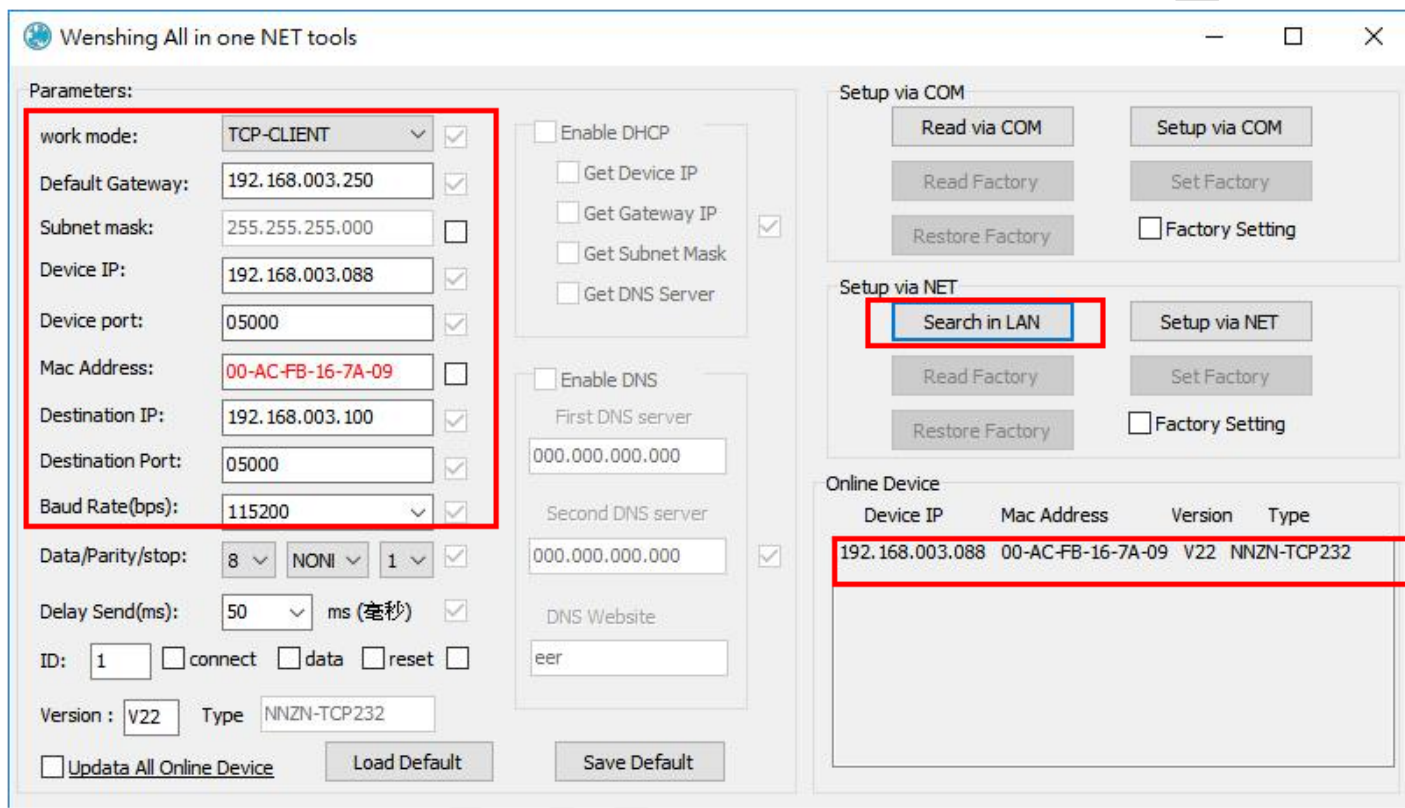 Wenshing All in one NET tools
Parameters:
work mode: TCP-CLIENT
Default Gateway: 192.168.003.250
Subnet mask: 255.255.255.000
Device IP: 192.168.003.088
Device port: 05000
Mac Address: 00-AC-FB-16-7A-09
Destination IP: 192.168.003.100
Destination Port: 05000
Baud Rate(bps): 115200
Data/Parity/stop: 8 NONI 1
Delay Send(ms): 50 ms (毫秒)
ID: 1 connect data reset
Version : V22 Type NNZN-TCP232
Updata All Online Device Load Default Save Default
Enable DHCP
Get Device IP
Get Gateway IP
Get Subnet Mask
Get DNS Server
Enable DNS
First DNS server
000.000.000.000
Second DNS server
000.000.000.000
DNS Website
eer
Setup via COM
Read via COM Setup via COM
Read Factory Set Factory
Restore Factory Factory Setting
Setup via NET
Search in LAN Setup via NET
Read Factory Set Factory
Restore Factory Factory Setting
Online Device
Device IP Mac Address Version Type
192.168.003.088 00-AC-FB-16-7A-09 V22 NNZN-TCP232